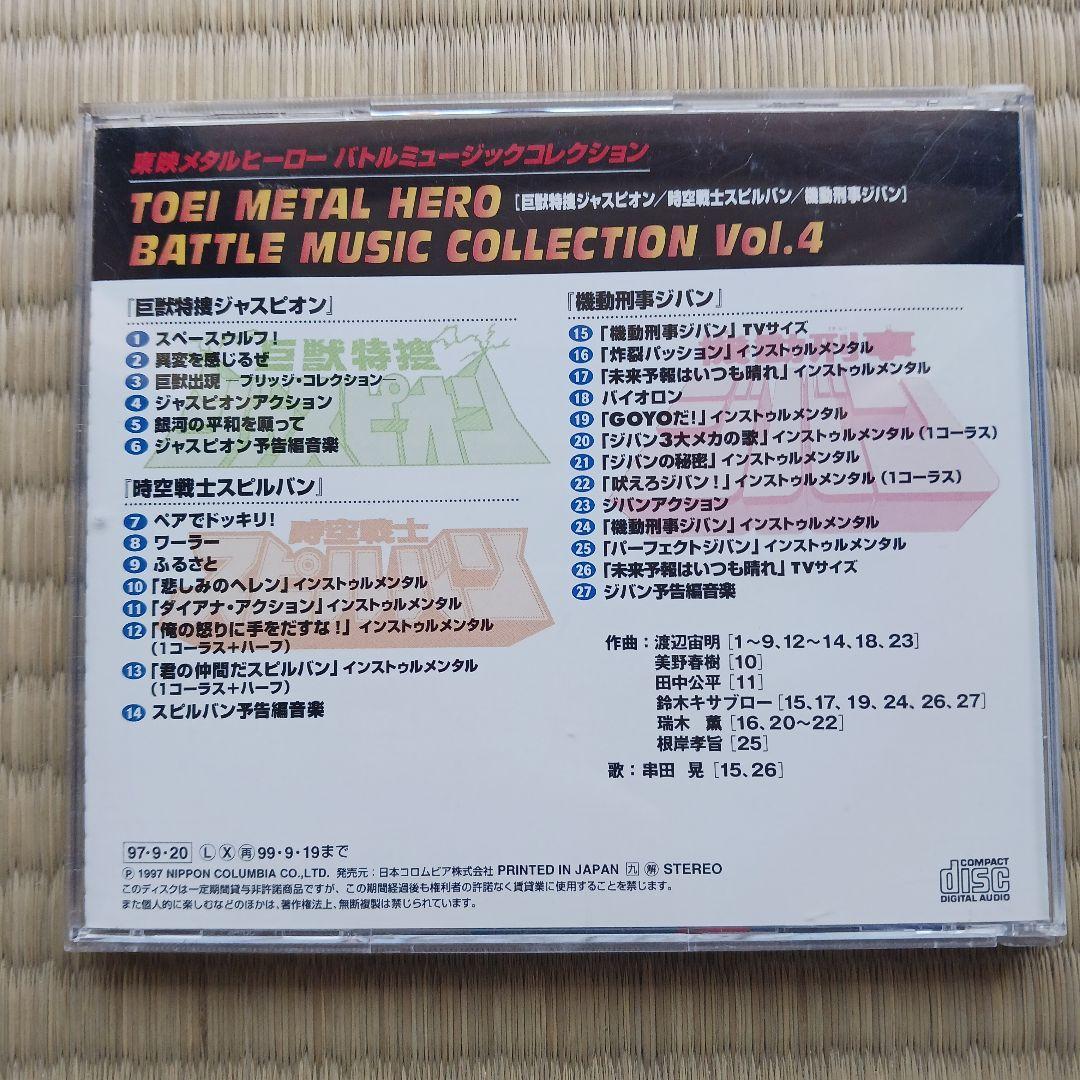 東映メタルヒーロー バトルミュージックコレクション
TOEI METAL HERO [巨獣特捜ジャスピオン/時空戦士スピルバン/機動刑事ジバン]
BATTLE MUSIC COLLECTION Vol.4
『巨獣特捜ジャスピオン』
1 スペースウルフ!
2 異変を感じるぜ
3 巨獣出現 ―ブリッジ・コレクション―
4 ジャスピオンアクション
5 銀河の平和を願って
6 ジャスピオン予告編音楽
巨獣特捜
ジャスピオン
『時空戦士スピルバン』
7 ペアでドッキリ!
8 ワーラー
9 ふるさと
10 「悲しみのヘレン」インストゥルメンタル
11 「ダイアナ・アクション」インストゥルメンタル
12 「俺の怒りに手をだすな!」インストゥルメンタル
(1コーラス+ハーフ)
13 「君の仲間だスピルバン」インストゥルメンタル
(1コーラス+ハーフ)
14 スピルバン予告編音楽
時空戦士
スピルバン
『機動刑事ジバン』
15 「機動刑事ジバン」TVサイズ
16 「炸裂パッション」インストゥルメンタル
17 「未来予報はいつも晴れ」インストゥルメンタル
18 バイオロン
19 「GOYOだ!」インストゥルメンタル
20 「ジバン3大メカの歌」インストゥルメンタル(1コーラス)
21 「ジバンの秘密」インストゥルメンタル
22 「吠えろジバン!」インストゥルメンタル(1コーラス)
23 ジバンアクション
24 「機動刑事ジバン」インストゥルメンタル
25 「パーフェクトジバン」インストゥルメンタル
26 「未来予報はいつも晴れ」TVサイズ
27 ジバン予告編音楽
機動刑事
ジバン
作曲:渡辺宙明[1~9、12~14、18、23]
美野春樹[10]
田中公平[11]
鈴木キサブロー[15、17、19、24、26、27]
瑞木 薫[16、20~22]
根岸孝旨[25]
歌:串田 晃[15、26]
97・9・20 Ⓛ Ⓧ ㊢ 99・9・19まで
Ⓟ 1997 NIPPON COLUMBIA CO.,LTD. 発売元:日本コロムビア株式会社 PRINTED IN JAPAN 九 解 STEREO
このディスクは一定期間貸与非許諾商品ですが、この期間経過後も権利者の許諾なく賃貸業に使用することを禁じます。
また個人的に楽しむなどのほかは、著作権法上、無断複製は禁じられています。
COMPACT
disc
DIGITAL AUDIO